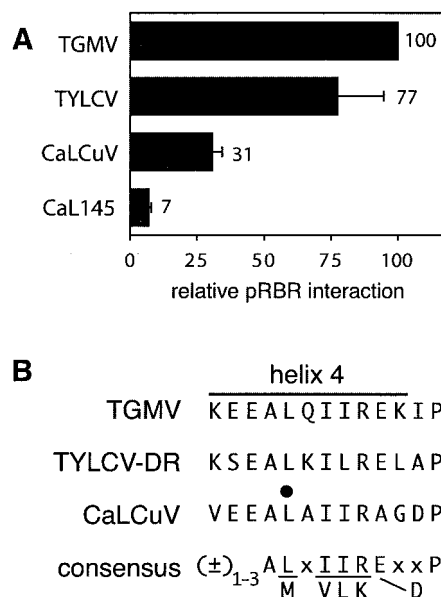 A
TGMV 100
TYLCV 77
CaLCuV 31
CaL145 7
0 25 50 75 100
relative pRBR interaction
B
helix 4
TGMV KEEALQIIREKIP
TYLCV-DR KSEALKILRELAP
CaLCuV VEEALAIIRAGDP
consensus (±)1-3 A L x I I R E x x P
M V L K D